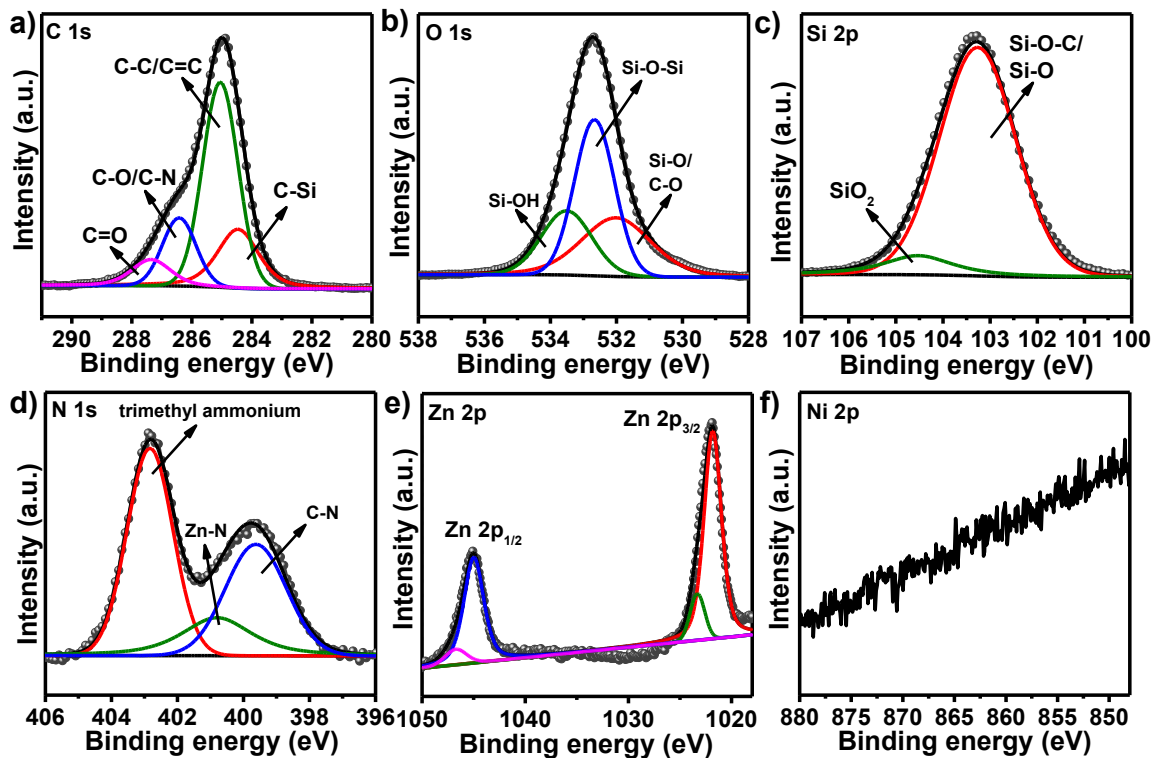 a)
C 1s
C-C/C=C
C-O/C-N
C-Si
C=O
Intensity (a.u.)
290 288 286 284 282 280
Binding energy (eV)
b)
O 1s
Si-O-Si
Si-O/
C-O
Si-OH
Intensity (a.u.)
538 536 534 532 530 528
Binding energy (eV)
c)
Si 2p
Si-O-C/
Si-O
SiO₂
Intensity (a.u.)
107 106 105 104 103 102 101 100
Binding energy (eV)
d)
N 1s
trimethyl ammonium
Zn-N
C-N
Intensity (a.u.)
406 404 402 400 398 396
Binding energy (eV)
e)
Zn 2p
Zn 2p₃/₂
Zn 2p₁/₂
Intensity (a.u.)
1050 1040 1030 1020
Binding energy (eV)
f)
Ni 2p
Intensity (a.u.)
880 875 870 865 860 855 850
Binding energy (eV)